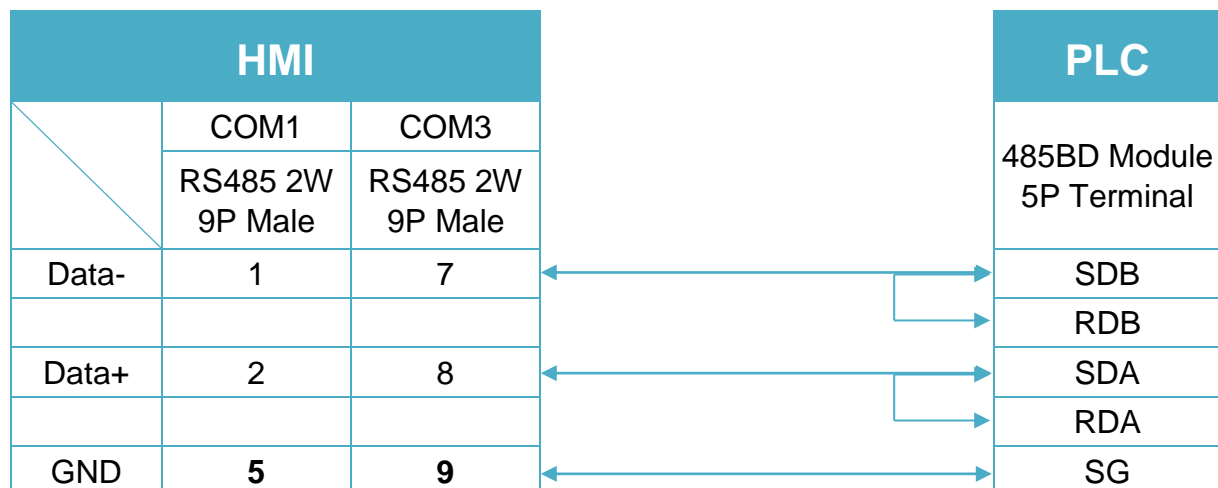 HMI PLC
COM1 COM3
485BD Module
5P Terminal
RS485 2W RS485 2W
9P Male 9P Male
Data- 1 7 SDB
RDB
Data+ 2 8 SDA
RDA
GND 5 9 SG